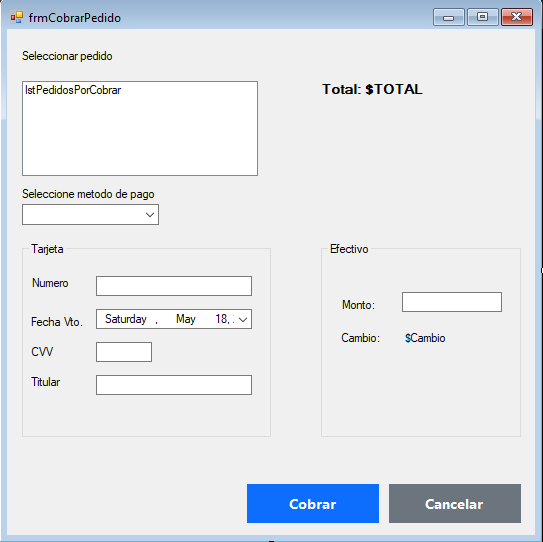 frmCobrarPedido
Seleccionar pedido
lstPedidosPorCobrar
Total: $TOTAL
Seleccione metodo de pago
Tarjeta
Numero
Fecha Vto.
Saturday , May 18, 
CVV
Titular
Efectivo
Monto:
Cambio: $Cambio
Cobrar
Cancelar